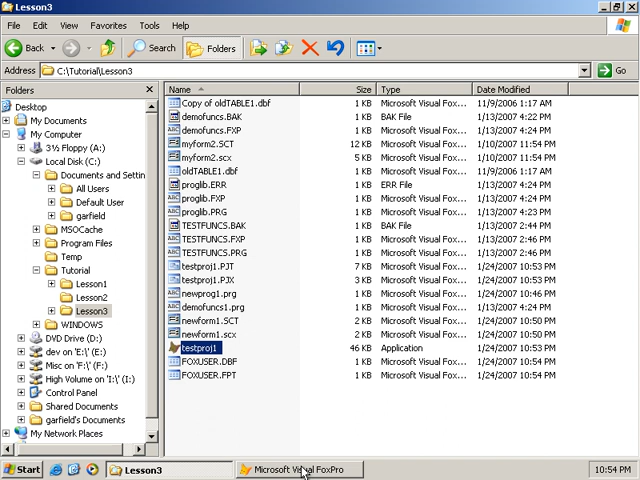 Lesson3
File Edit View Favorites Tools Help
Back Search Folders
Address C:\Tutorial\Lesson3 Go
Folders
Name Size Type Date Modified
Desktop
My Documents
My Computer
3½ Floppy (A:)
Local Disk (C:)
Documents and Settin
All Users
Default User
garfield
MSOCache
Program Files
Temp
Tutorial
Lesson1
Lesson2
Lesson3
WINDOWS
DVD Drive (D:)
dev on 'E:\' (E:)
Misc on 'F:\' (F:)
High Volume on 'I:\' (I:)
Control Panel
Shared Documents
garfield's Documents
My Network Places
Copy of oldTABLE1.dbf 1 KB Microsoft Visual Fox... 11/9/2006 1:17 AM
demofuncs.BAK 1 KB BAK File 1/13/2007 4:22 PM
demofuncs.FXP 1 KB Microsoft Visual Fox... 1/13/2007 4:24 PM
myform2.SCT 12 KB Microsoft Visual Fox... 1/10/2007 11:54 PM
myform2.scx 5 KB Microsoft Visual Fox... 1/10/2007 11:54 PM
oldTABLE1.dbf 1 KB Microsoft Visual Fox... 11/9/2006 1:17 AM
proglib.ERR 1 KB ERR File 1/13/2007 4:24 PM
proglib.FXP 1 KB Microsoft Visual Fox... 1/13/2007 4:24 PM
proglib.PRG 1 KB Microsoft Visual Fox... 1/13/2007 4:23 PM
TESTFUNCS.BAK 1 KB BAK File 1/13/2007 2:44 PM
TESTFUNCS.FXP 1 KB Microsoft Visual Fox... 1/13/2007 2:46 PM
TESTFUNCS.PRG 1 KB Microsoft Visual Fox... 1/13/2007 2:46 PM
testproj1.PJT 7 KB Microsoft Visual Fox... 1/24/2007 10:53 PM
testproj1.PJX 3 KB Microsoft Visual Fox... 1/24/2007 10:53 PM
newprog1.prg 1 KB Microsoft Visual Fox... 1/24/2007 10:46 PM
demofuncs1.prg 1 KB Microsoft Visual Fox... 1/13/2007 4:24 PM
newform1.SCT 2 KB Microsoft Visual Fox... 1/24/2007 10:50 PM
newform1.scx 2 KB Microsoft Visual Fox... 1/24/2007 10:50 PM
testproj1 46 KB Application 1/24/2007 10:53 PM
FOXUSER.DBF 1 KB Microsoft Visual Fox... 1/24/2007 10:54 PM
FOXUSER.FPT 1 KB Microsoft Visual Fox... 1/24/2007 10:54 PM
Start Lesson3 Microsoft Visual FoxPro 10:54 PM